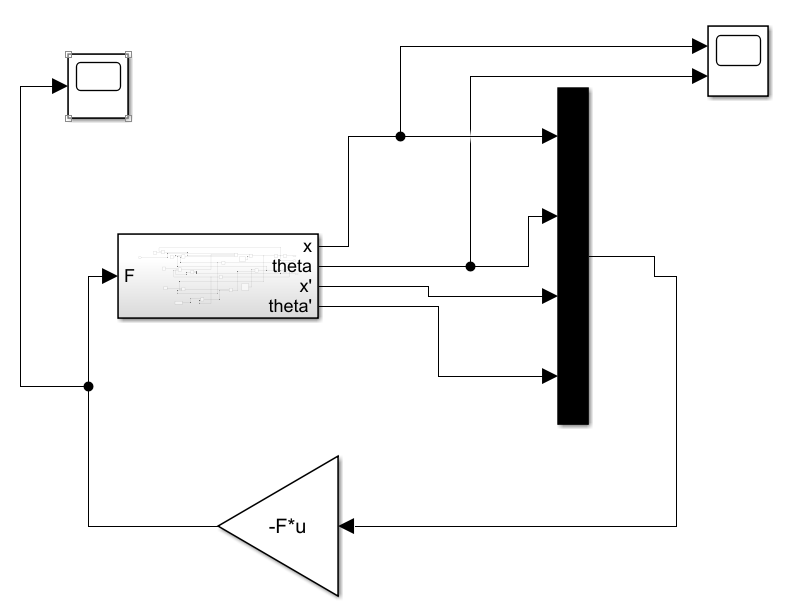 x
theta
F
x'
theta'
-F*u